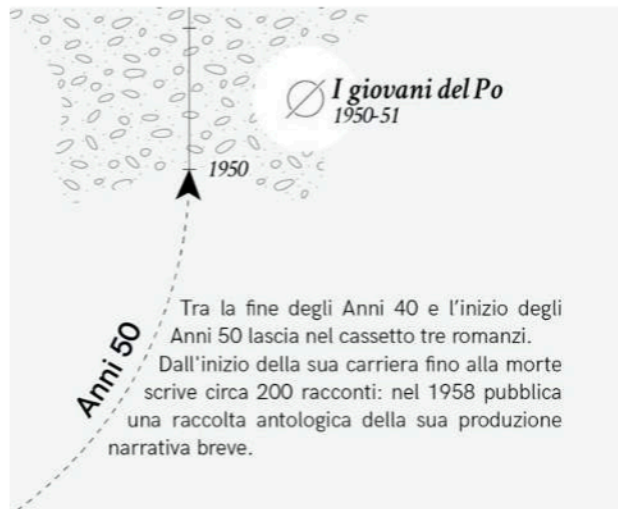 I giovani del Po
1950-51
1950
Anni 50
Tra la fine degli Anni 40 e l'inizio degli
Anni 50 lascia nel cassetto tre romanzi.
Dall'inizio della sua carriera fino alla morte
scrive circa 200 racconti: nel 1958 pubblica
una raccolta antologica della sua produzione
narrativa breve.